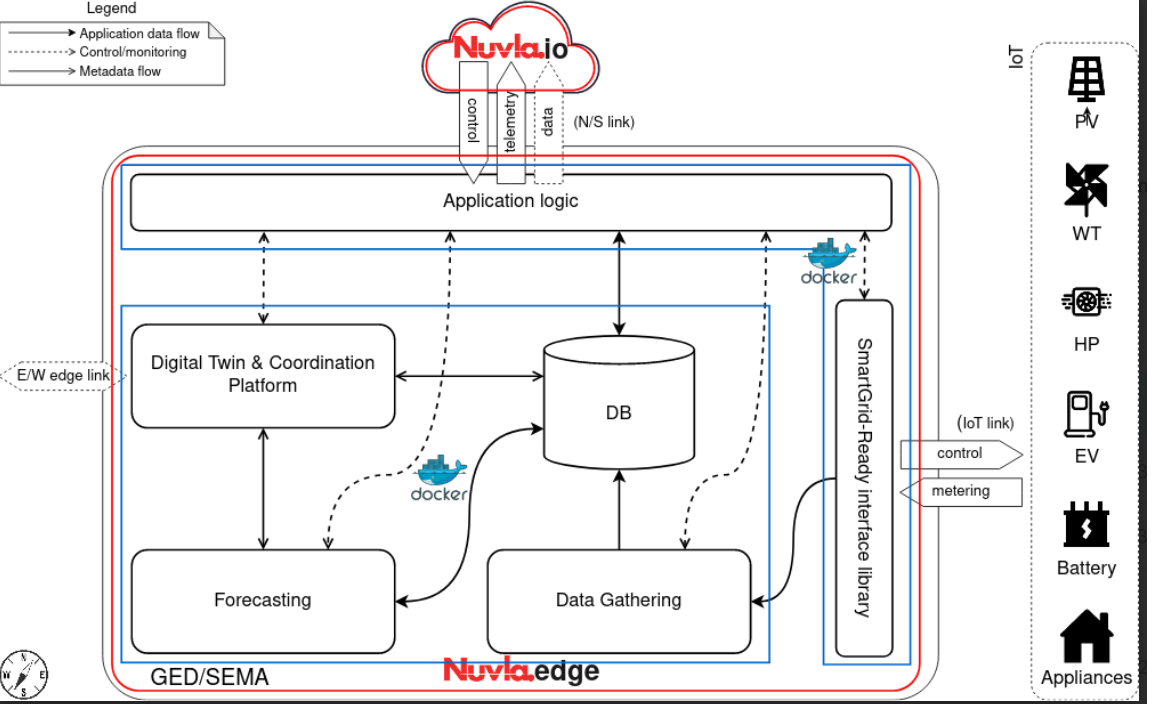 Legend
Application data flow
Control/monitoring
Metadata flow
Nuvla.io
control
telemetry
data
(N/S link)
IoT
PV
WT
HP
EV
Battery
Appliances
Application logic
docker
Digital Twin & Coordination
Platform
E/W edge link
DB
SmartGrid-Ready interface library
(IoT link)
control
metering
docker
Forecasting
Data Gathering
GED/SEMA
Nuvla.edge
N
W
E
S